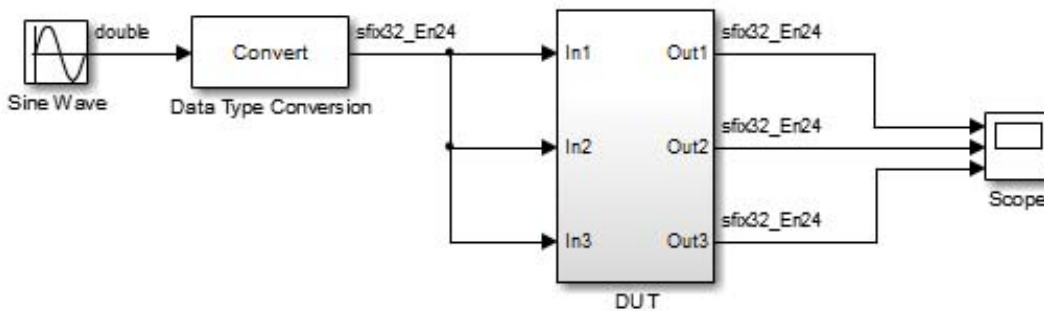 double
sfix32_En24
sfix32_En24
Convert
In1
Out1
Sine Wave
Data Type Conversion
sfix32_En24
In2
Out2
Scope
sfix32_En24
In3
Out3
DUT